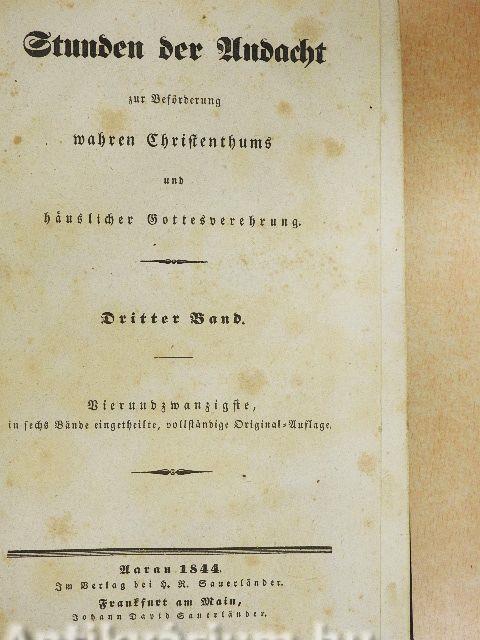 Stunden der Andacht
zur Beförderung
wahren Christenthums
und
häuslicher Gottesverehrung.
Dritter Band.
Vierundzwanzigste,
in sechs Bände eingetheilte, vollständige Original-Auflage.
Aarau 1844.
Im Verlag bei H. R. Sauerländer.
Frankfurt am Main,
Johann David Sauerländer.